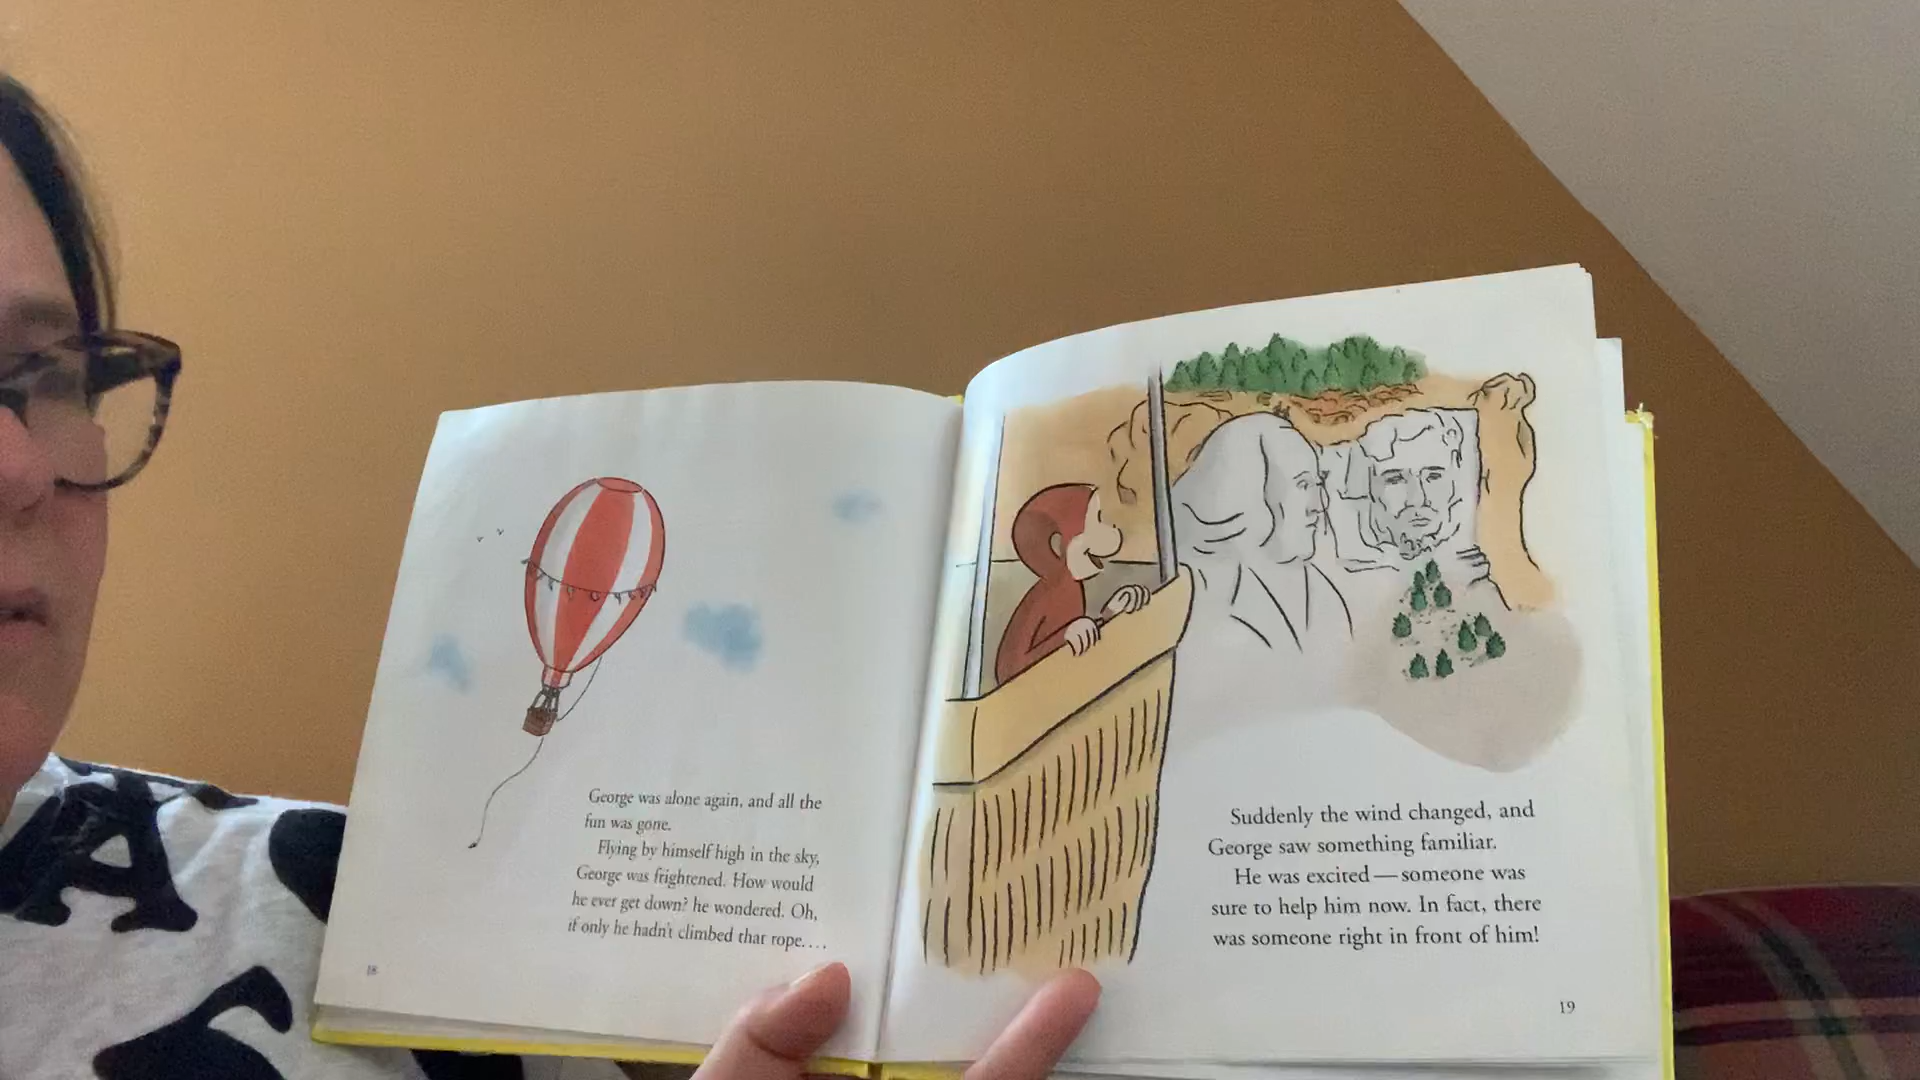 George was alone again, and all the
fun was gone.
Flying by himself high in the sky,
George was frightened. How would
he ever get down? he wondered. Oh,
if only he hadn't climbed that rope....
18
Suddenly the wind changed, and
George saw something familiar.
He was excited—someone was
sure to help him now. In fact, there
was someone right in front of him!
19